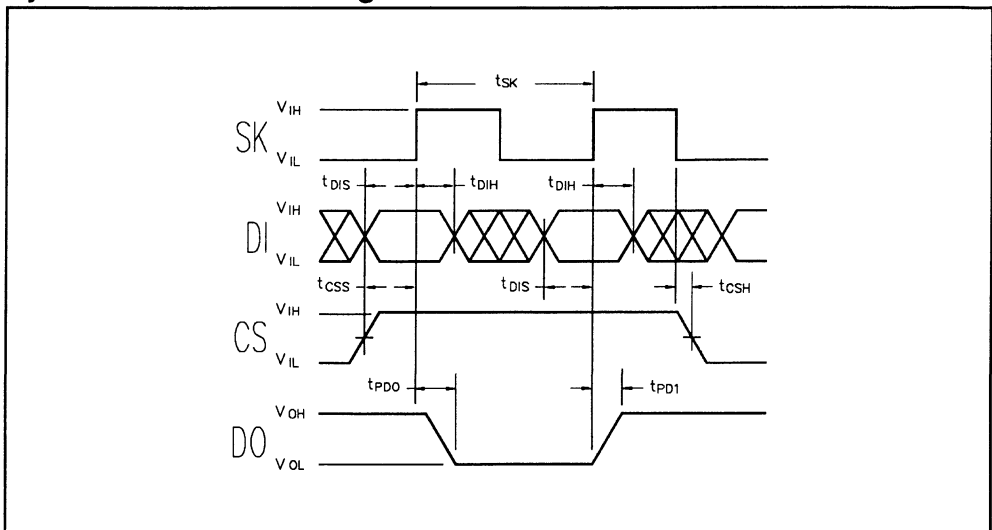 tSK
VIH
SK
VIL
tDIS
tDIH
tDIH
VIH
DI
VIL
tCSS
tDIS
tCSH
VIH
CS
VIL
tPD0
tPD1
VOH
DO
VOL